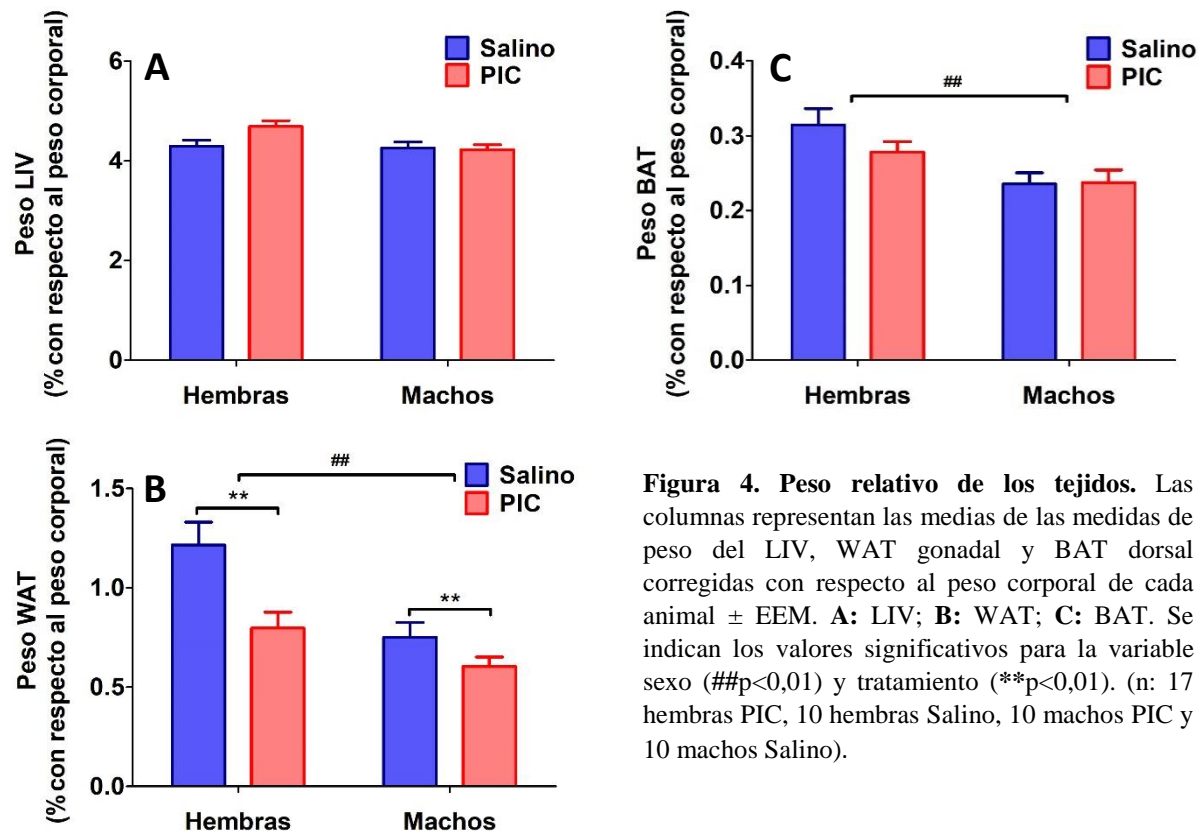 A
Salino
PIC
Peso LIV
(% con respecto al peso corporal)
6
4
2
0
Hembras
Machos
C
Salino
PIC
Peso BAT
(% con respecto al peso corporal)
0.4
0.3
0.2
0.1
0.0
##
Hembras
Machos
B
Salino
PIC
Peso WAT
(% con respecto al peso corporal)
1.5
1.0
0.5
0.0
##
**
**
Hembras
Machos
Figura 4. Peso relativo de los tejidos. Las
columnas representan las medias de las medidas de
peso del LIV, WAT gonadal y BAT dorsal
corregidas con respecto al peso corporal de cada
animal ± EEM. A: LIV; B: WAT; C: BAT. Se
indican los valores significativos para la variable
sexo (##p<0,01) y tratamiento (**p<0,01). (n: 17
hembras PIC, 10 hembras Salino, 10 machos PIC y
10 machos Salino).